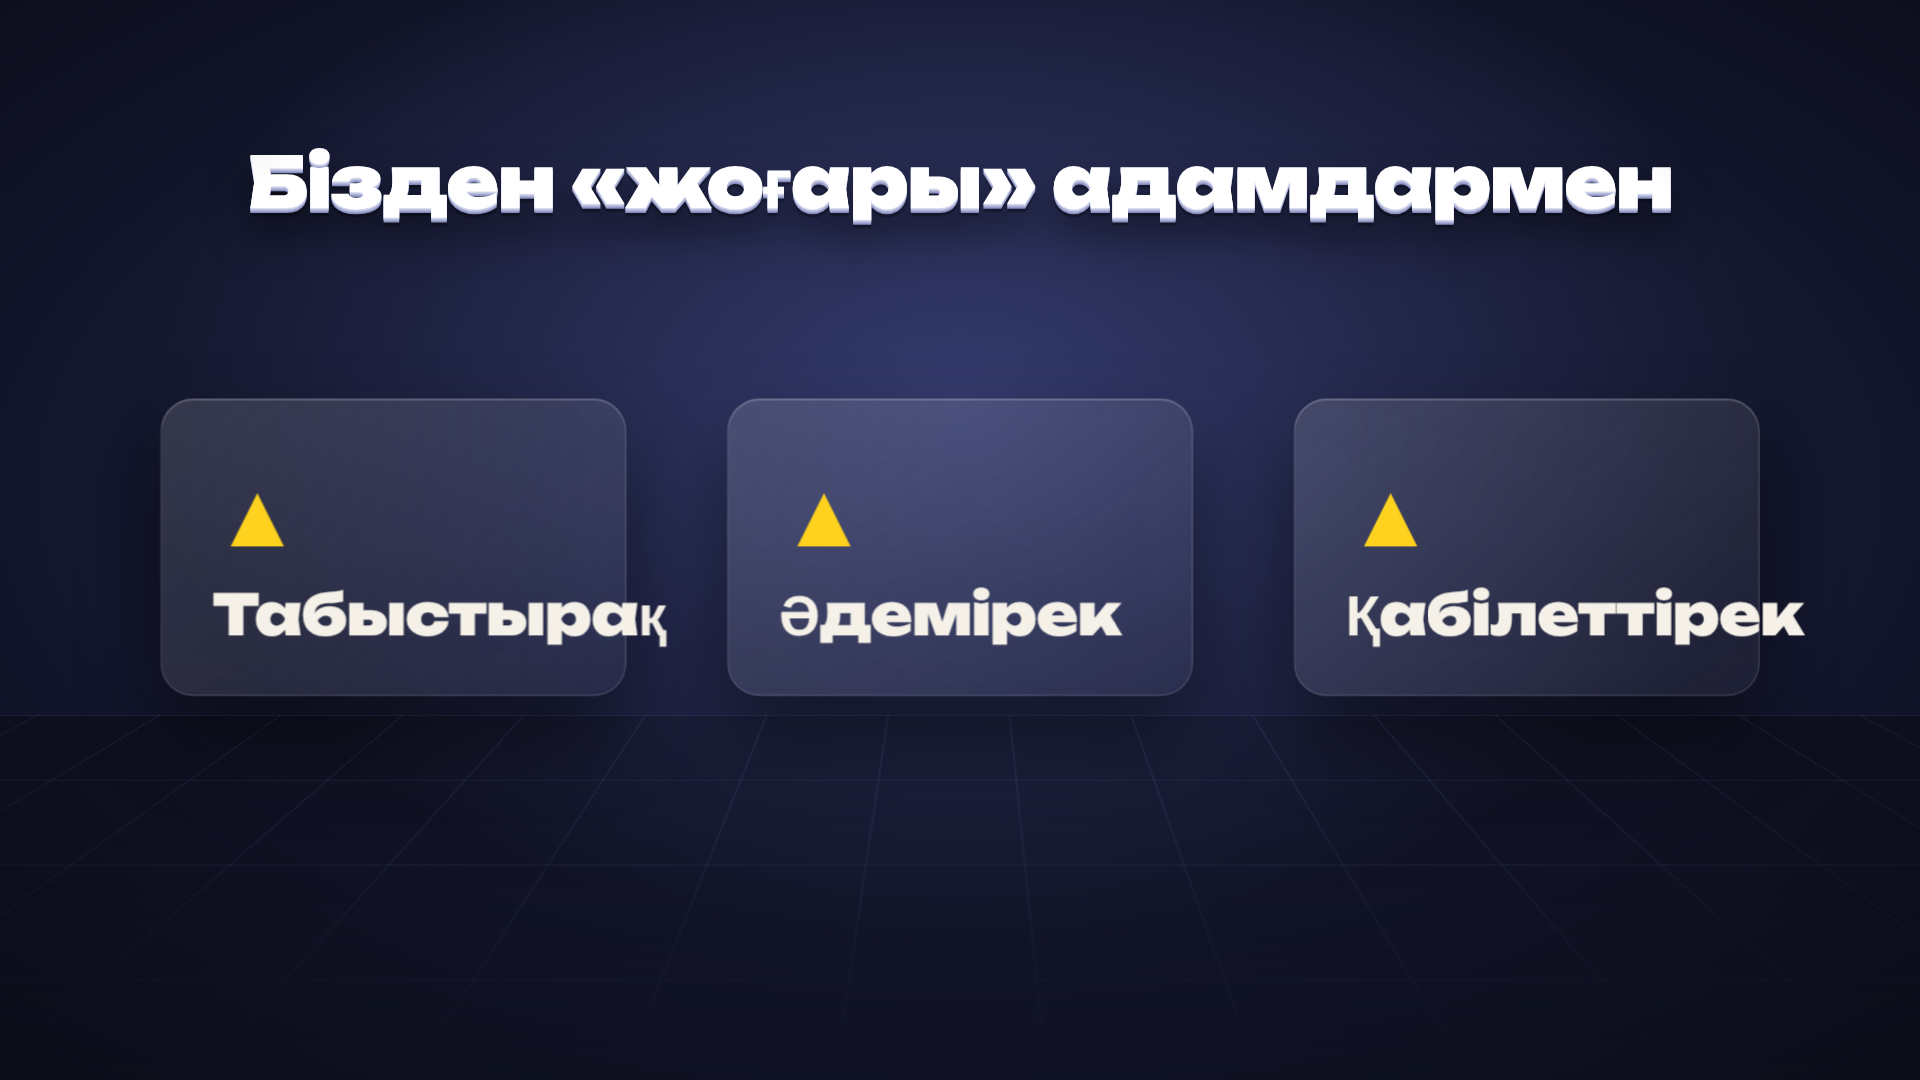 Бізден «жоғары» адамдармен
Табыстырақ
Әдемірек
Қабілеттірек